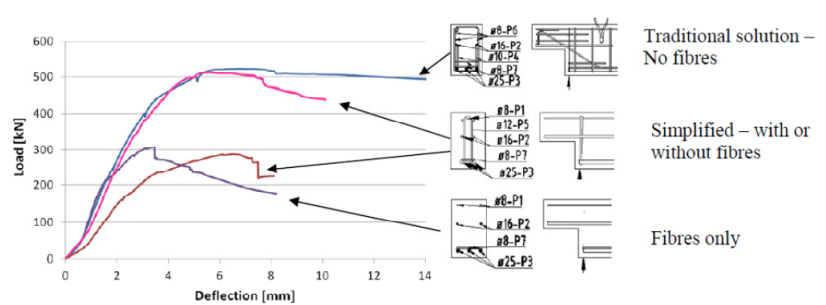 600
500
400
300
200
100
0
Load [kN]
0 2 4 6 8 10 12 14
Deflection [mm]
ø8-P6
ø16-P2
ø10-P4
ø8-P7
ø25-P3
Traditional solution –
No fibres
ø8-P1
ø12-P5
ø16-P2
ø8-P7
ø25-P3
Simplified – with or
without fibres
ø8-P1
ø16-P2
ø8-P7
ø25-P3
Fibres only